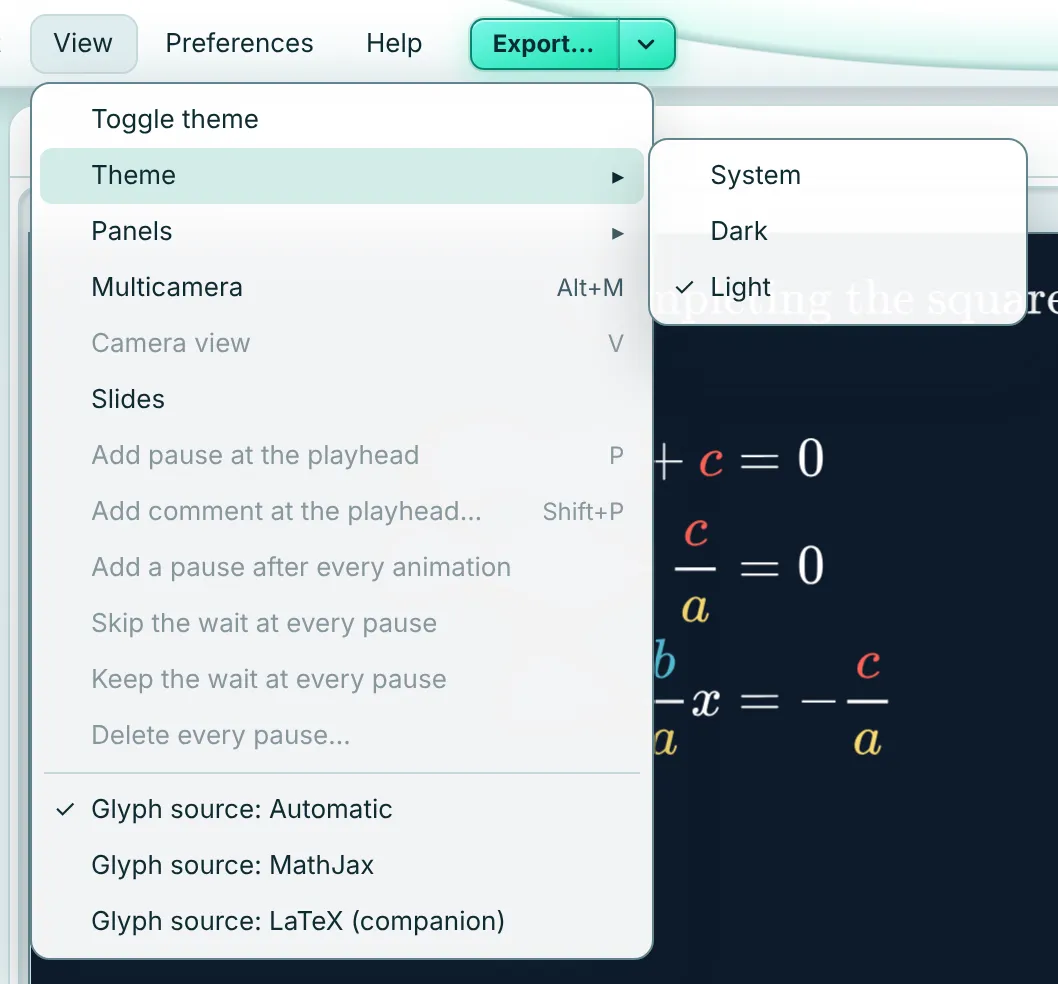 View Preferences Help Export...
Toggle theme
Theme ▸
Panels ▸
Multicamera Alt+M
Camera view V
Slides
Add pause at the playhead P
Add comment at the playhead... Shift+P
Add a pause after every animation
Skip the wait at every pause
Keep the wait at every pause
Delete every pause...
✓ Glyph source: Automatic
Glyph source: MathJax
Glyph source: LaTeX (companion)
System
Dark
✓ Light
mpleting the square
+ c = 0
c
a
= 0
b
a
x = −
c
a